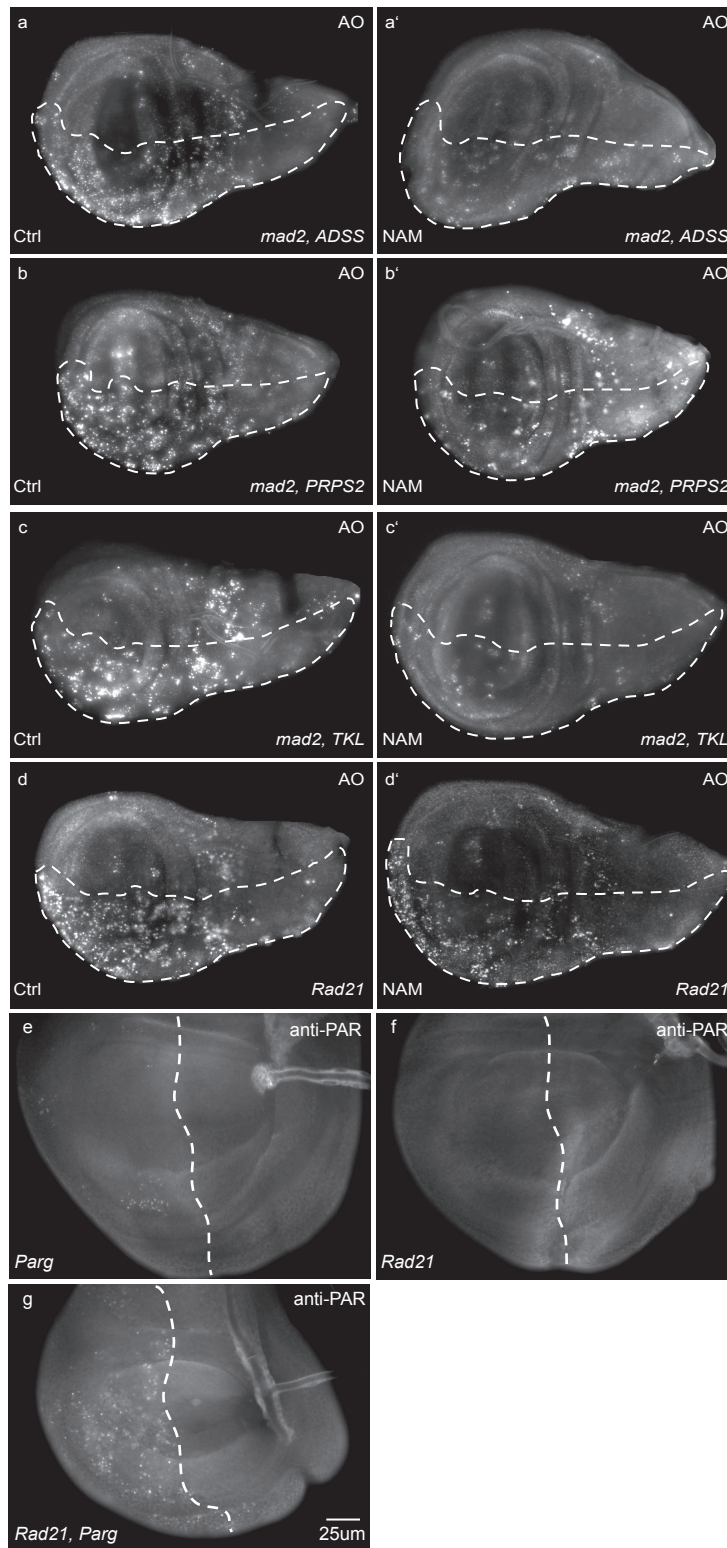 a AO a' AO
Ctrl mad2, ADSS NAM mad2, ADSS
b AO b' AO
Ctrl mad2, PRPS2 NAM mad2, PRPS2
c AO c' AO
Ctrl mad2, TKL NAM mad2, TKL
d AO d' AO
Ctrl Rad21 NAM Rad21
e anti-PAR f anti-PAR
Parg Rad21
g anti-PAR
Rad21, Parg 25um